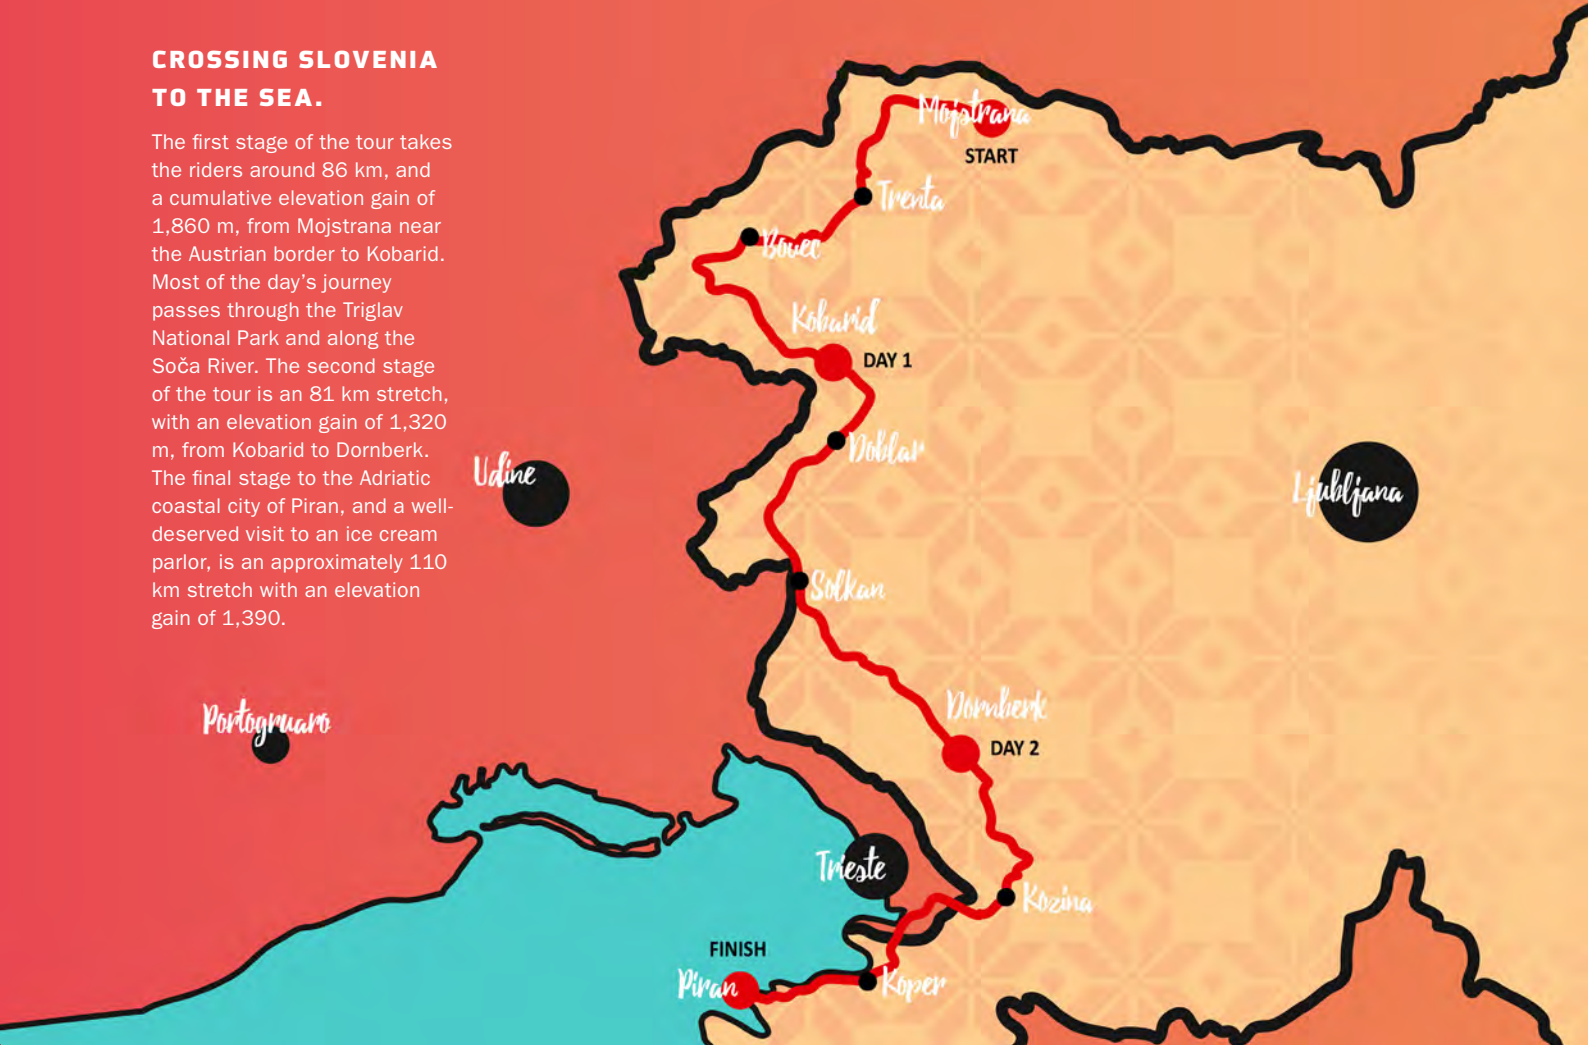 CROSSING SLOVENIA
TO THE SEA.
The first stage of the tour takes
the riders around 86 km, and
a cumulative elevation gain of
1,860 m, from Mojstrana near
the Austrian border to Kobarid.
Most of the day's journey
passes through the Triglav
National Park and along the
Soča River. The second stage
of the tour is an 81 km stretch,
with an elevation gain of 1,320
m, from Kobarid to Dornberk.
The final stage to the Adriatic
coastal city of Piran, and a well-
deserved visit to an ice cream
parlor, is an approximately 110
km stretch with an elevation
gain of 1,390.
Mojstrana
START
Trenta
Bovec
Kobarid
DAY 1
Doblar
Udine
Ljubljana
Solkan
Dornberk
DAY 2
Portogruaro
Trieste
Kozina
FINISH
Piran
Koper